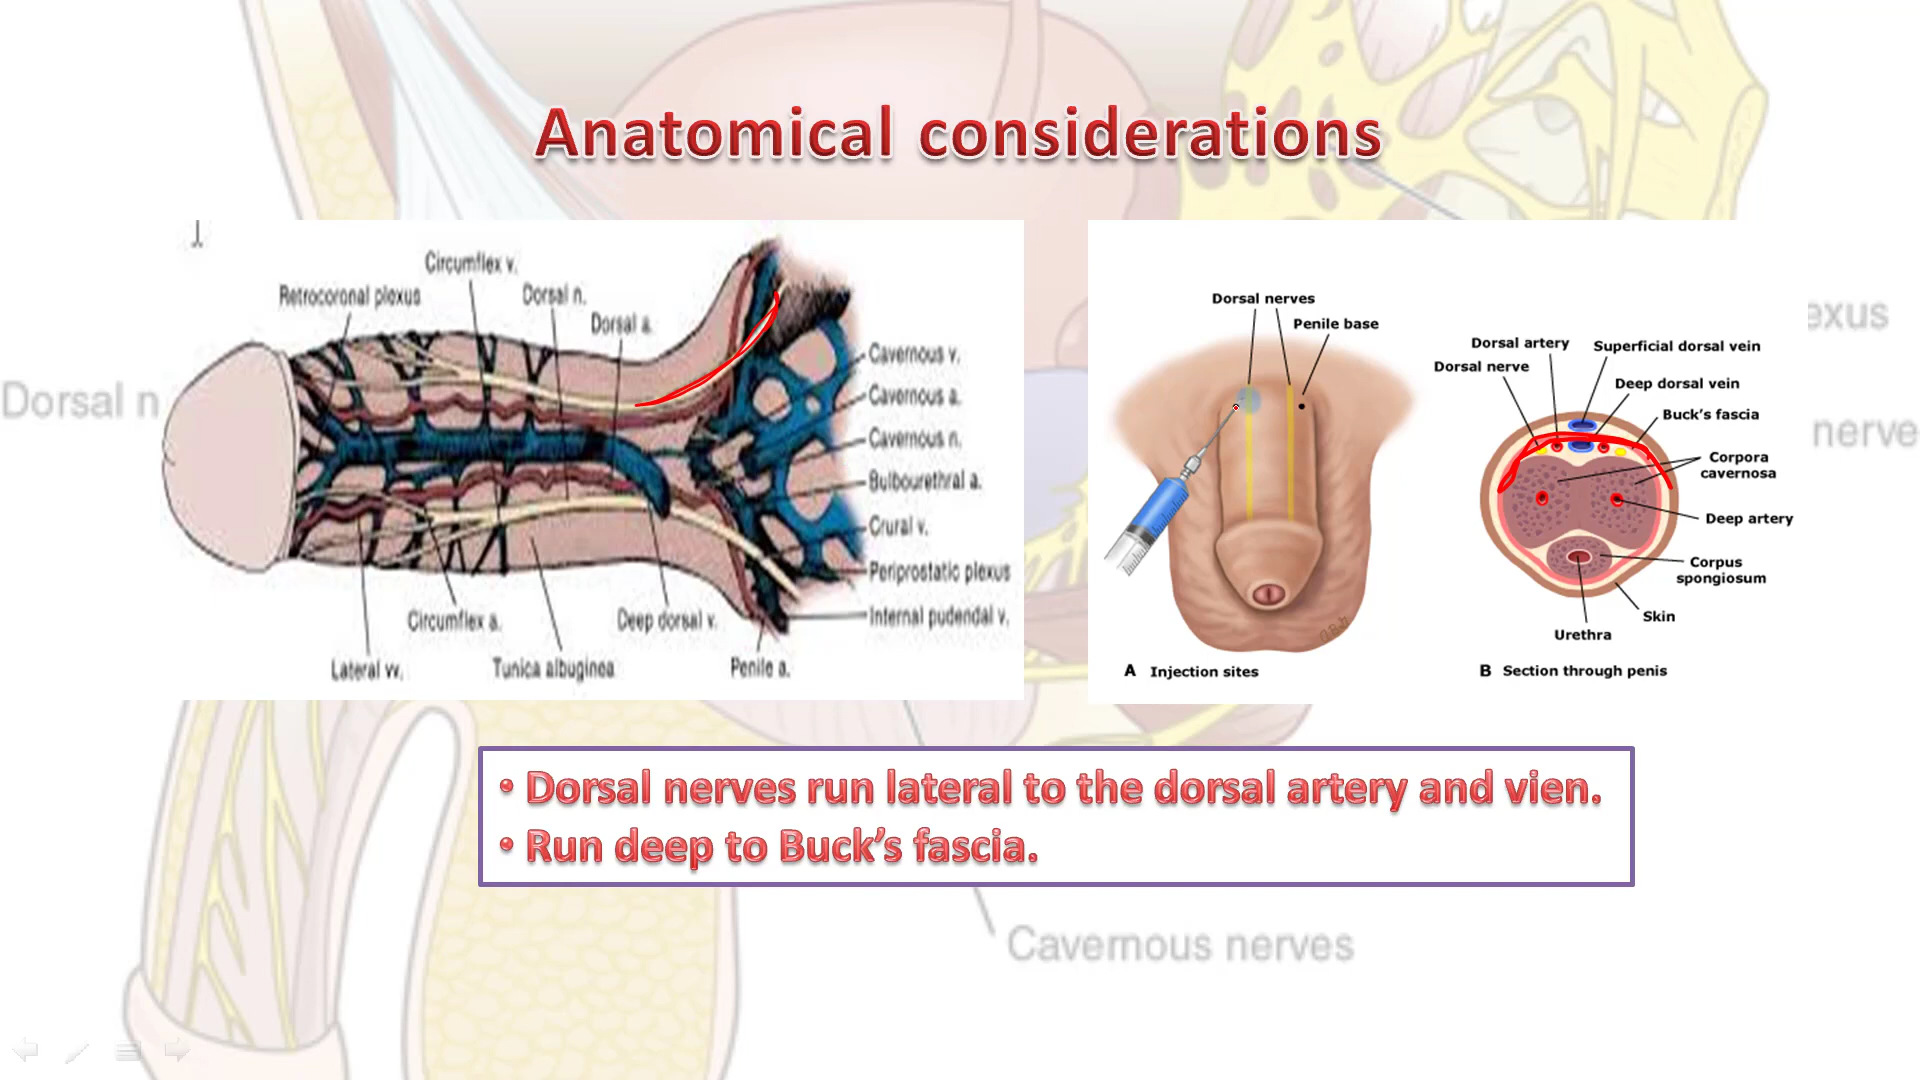 Anatomical considerations
Circumflex v.
Retrocoronal plexus
Dorsal n.
Dorsal a.
Cavernous v.
Cavernous a.
Cavernous n.
Bulbourethral a.
Crural v.
Periprostatic plexus
Internal pudendal v.
Circumflex a.
Deep dorsal v.
Lateral vv.
Tunica albuginea
Penile a.
Dorsal nerves
Penile base
A Injection sites
Dorsal artery
Superficial dorsal vein
Dorsal nerve
Deep dorsal vein
Buck's fascia
Corpora
cavernosa
Deep artery
Corpus
spongiosum
Skin
Urethra
B Section through penis
Dorsal n
exus
nerve
• Dorsal nerves run lateral to the dorsal artery and vien.
• Run deep to Buck's fascia.
Cavernous nerves